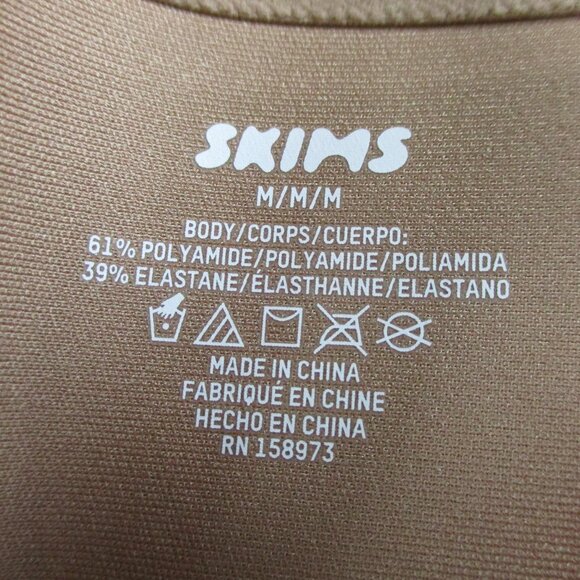 SKIMS
M/M/M
BODY/CORPS/CUERPO:
61% POLYAMIDE/POLYAMIDE/POLIAMIDA
39% ELASTANE/ÉLASTHANNE/ELASTANO
MADE IN CHINA
FABRIQUÉ EN CHINE
HECHO EN CHINA
RN 158973